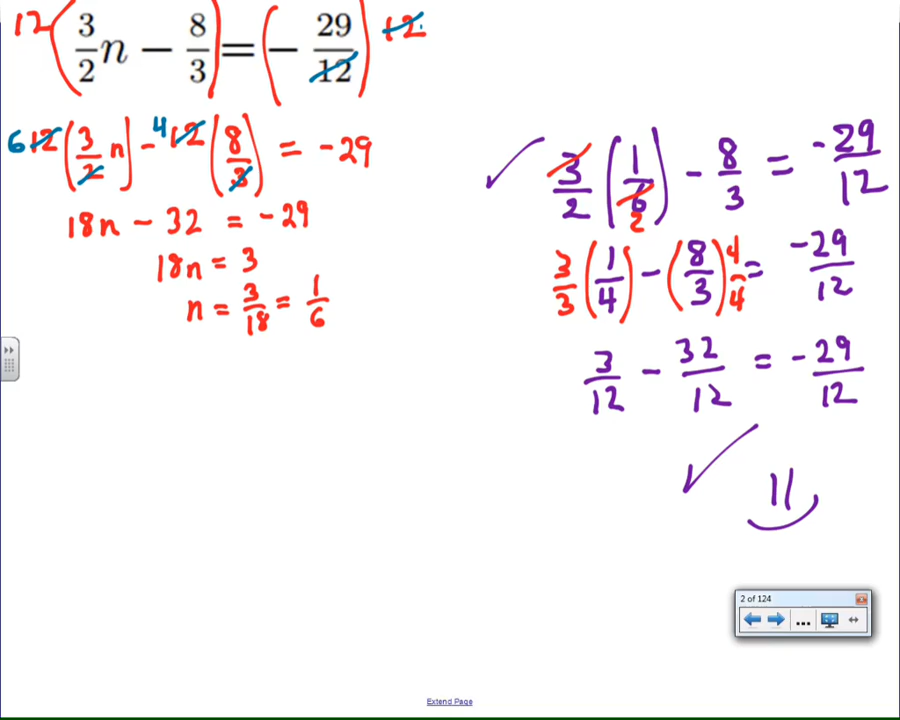 12(3/2 n − 8/3) = (− 29/12) 12
6 12(3/2 n) − 4 12(8/3) = -29
18n − 32 = -29
18n = 3
n = 3/18 = 1/6
✓ 3/2 (1/6 2) − 8/3 = -29/12
3/3 (1/4) − (8/3) 4/4 = -29/12
3/12 − 32/12 = -29/12
✓
2 of 124
...
Extend Page